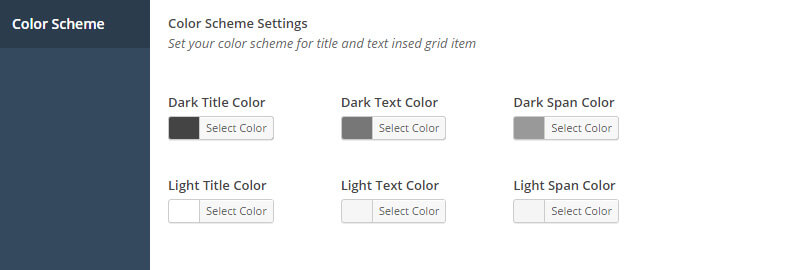 Color Scheme
Color Scheme Settings
Set your color scheme for title and text insed grid item
Dark Title Color
Dark Text Color
Dark Span Color
Select Color
Select Color
Select Color
Light Title Color
Light Text Color
Light Span Color
Select Color
Select Color
Select Color